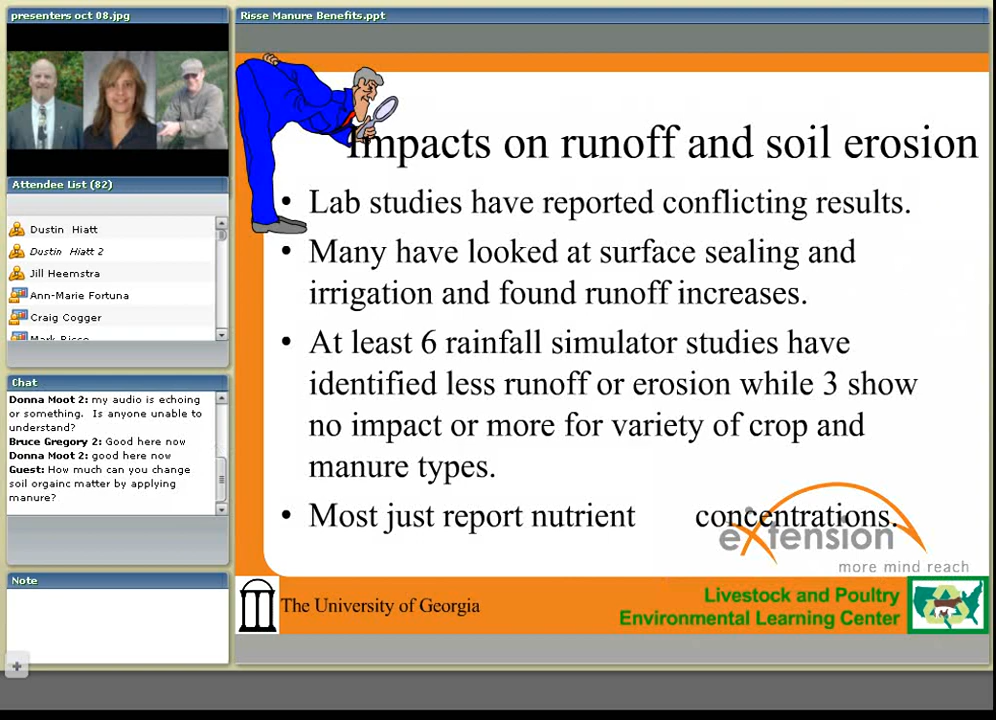 presenters oct 08.jpg
Risse Manure Benefits.ppt
Attendee List (82)
Dustin Hiatt
Dustin Hiatt 2
Jill Heemstra
Ann-Marie Fortuna
Craig Cogger
Mark Risse
Chat
Donna Moot 2: my audio is echoing
or something. Is anyone unable to
understand?
Bruce Gregory 2: Good here now
Donna Moot 2: good here now
Guest: How much can you change
soil orgainc matter by applying
manure?
Note
Impacts on runoff and soil erosion
• Lab studies have reported conflicting results.
• Many have looked at surface sealing and
irrigation and found runoff increases.
• At least 6 rainfall simulator studies have
identified less runoff or erosion while 3 show
no impact or more for variety of crop and
manure types.
• Most just report nutrient concentrations.
eXtension
more mind reach
The University of Georgia
Livestock and Poultry
Environmental Learning Center